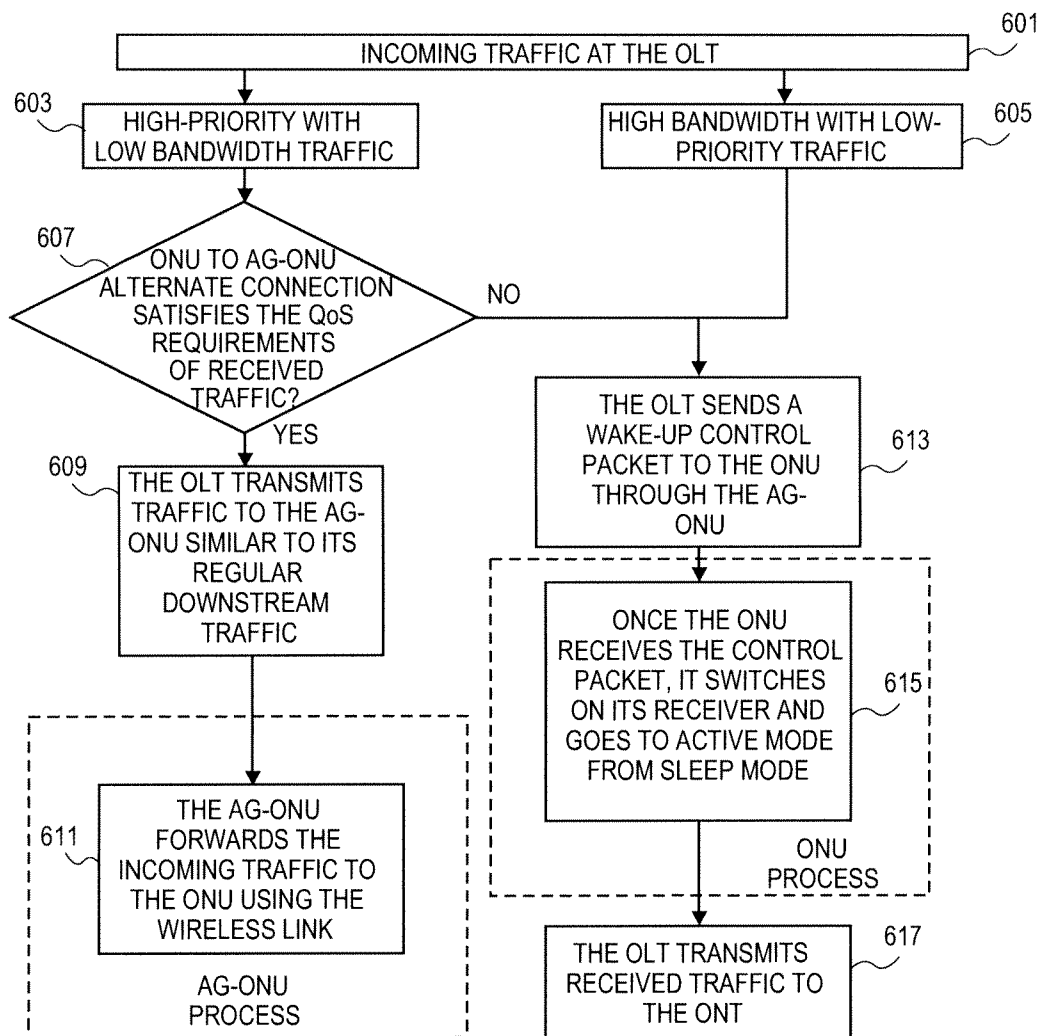 601
INCOMING TRAFFIC AT THE OLT
603
HIGH-PRIORITY WITH
LOW BANDWIDTH TRAFFIC
HIGH BANDWIDTH WITH LOW-
PRIORITY TRAFFIC
605
607
ONU TO AG-ONU
ALTERNATE CONNECTION
SATISFIES THE QoS
REQUIREMENTS
OF RECEIVED
TRAFFIC?
NO
YES
609
THE OLT TRANSMITS
TRAFFIC TO THE AG-
ONU SIMILAR TO ITS
REGULAR
DOWNSTREAM
TRAFFIC
THE OLT SENDS A
WAKE-UP CONTROL
PACKET TO THE ONU
THROUGH THE AG-
ONU
613
ONCE THE ONU
RECEIVES THE CONTROL
PACKET, IT SWITCHES
ON ITS RECEIVER AND
GOES TO ACTIVE MODE
FROM SLEEP MODE
615
ONU
PROCESS
611
THE AG-ONU
FORWARDS THE
INCOMING TRAFFIC TO
THE ONU USING THE
WIRELESS LINK
AG-ONU
PROCESS
THE OLT TRANSMITS
RECEIVED TRAFFIC TO
THE ONT
617